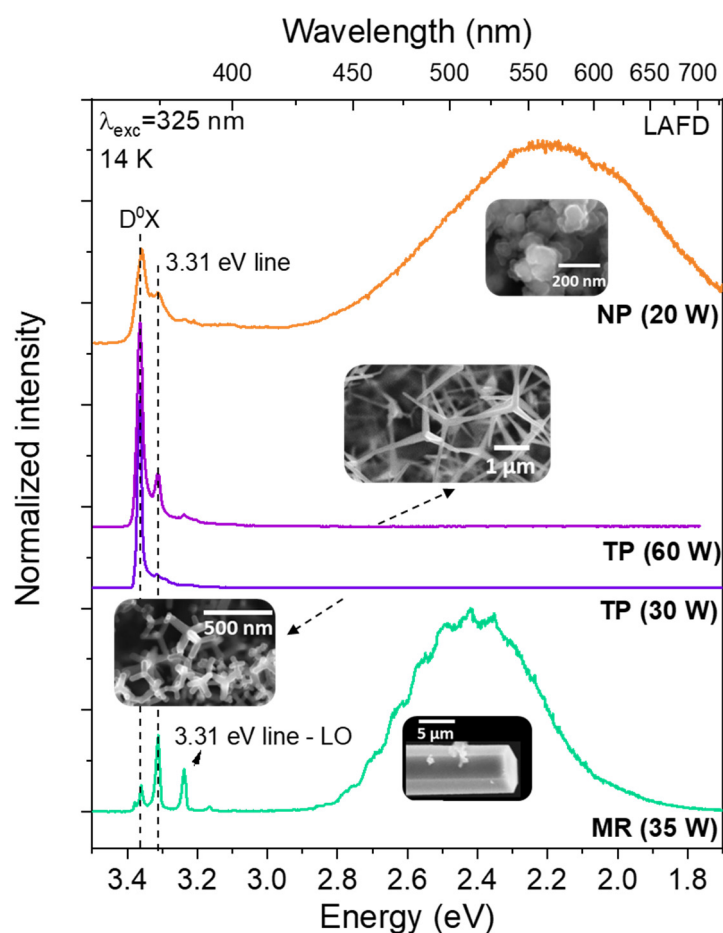 Wavelength (nm)
400 450 500 550 600 650 700
λexc=325 nm
LAFD
14 K
D⁰X
3.31 eV line
200 nm
NP (20 W)
1 µm
TP (60 W)
TP (30 W)
500 nm
3.31 eV line - LO
5 µm
MR (35 W)
3.4 3.2 3.0 2.8 2.6 2.4 2.2 2.0 1.8
Energy (eV)
Normalized intensity